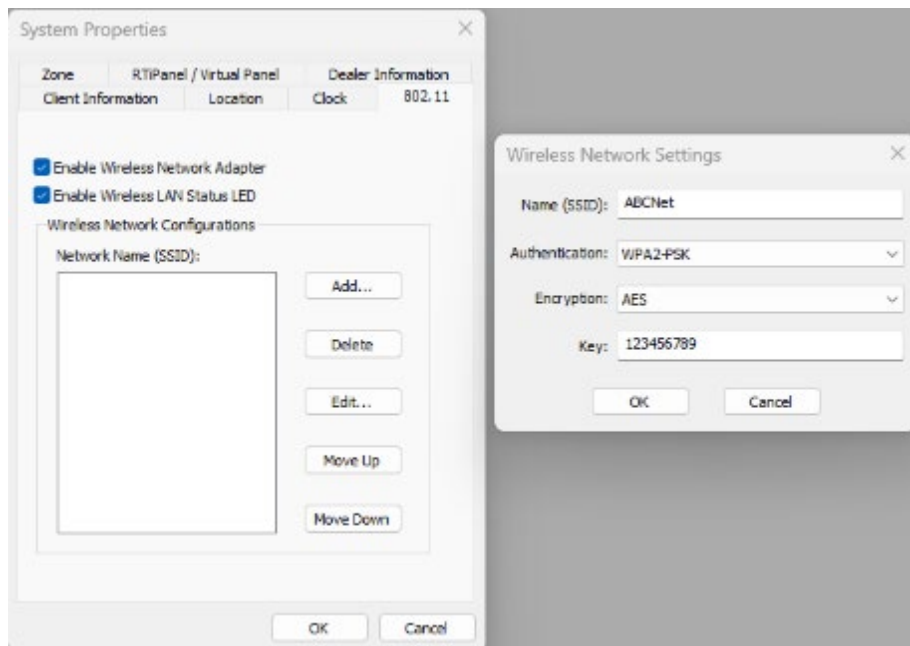 System Properties
Zone RTiPanel / Virtual Panel Dealer Information
Client Information Location Clock 802.11
Enable Wireless Network Adapter
Enable Wireless LAN Status LED
Wireless Network Configurations
Network Name (SSID):
Add...
Delete
Edit...
Move Up
Move Down
OK Cancel
Wireless Network Settings
Name (SSID): ABCNet
Authentication: WPA2-PSK
Encryption: AES
Key: 123456789
OK Cancel